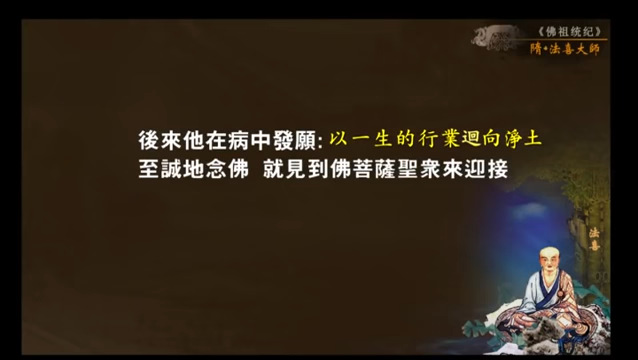 《佛祖统纪》
隋•法喜大師
後來他在病中發願:以一生的行業迴向淨土
至誠地念佛 就見到佛菩薩聖衆來迎接
法喜